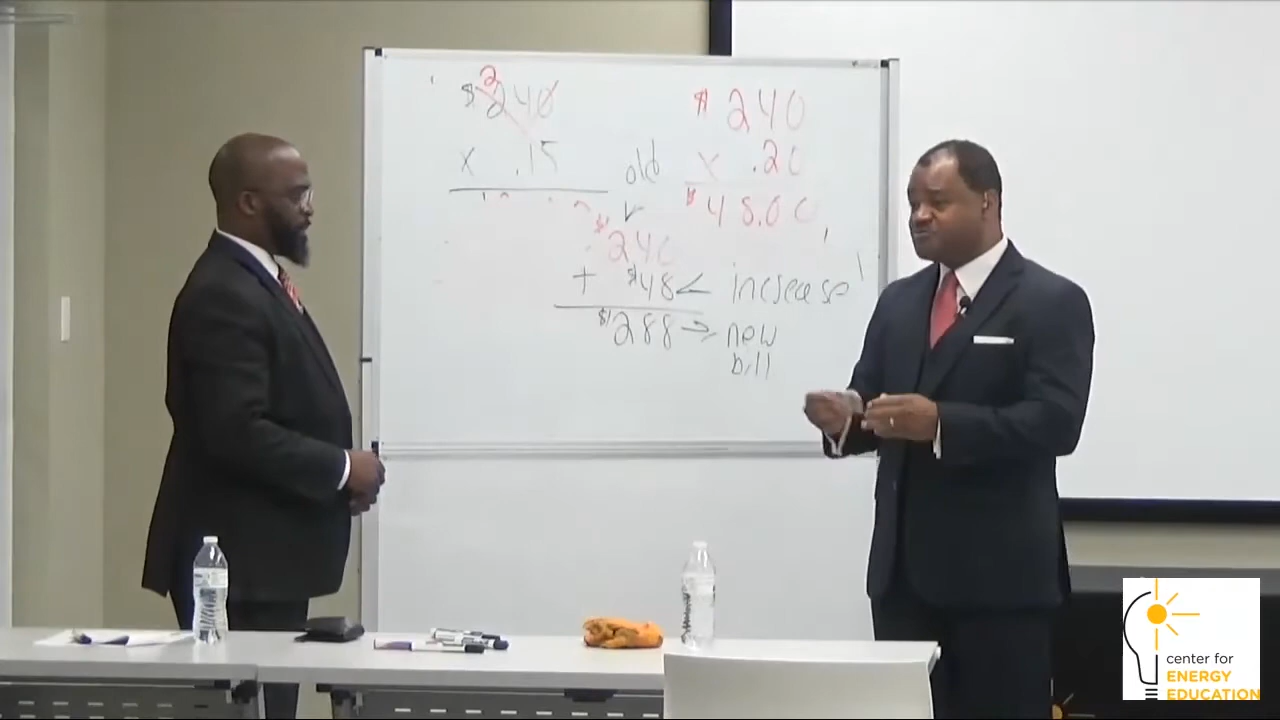 $240
x .15
$240
x .20
$48.00
old
$240
+ $48 < increase
$288 → new
bill
center for
ENERGY
EDUCATION